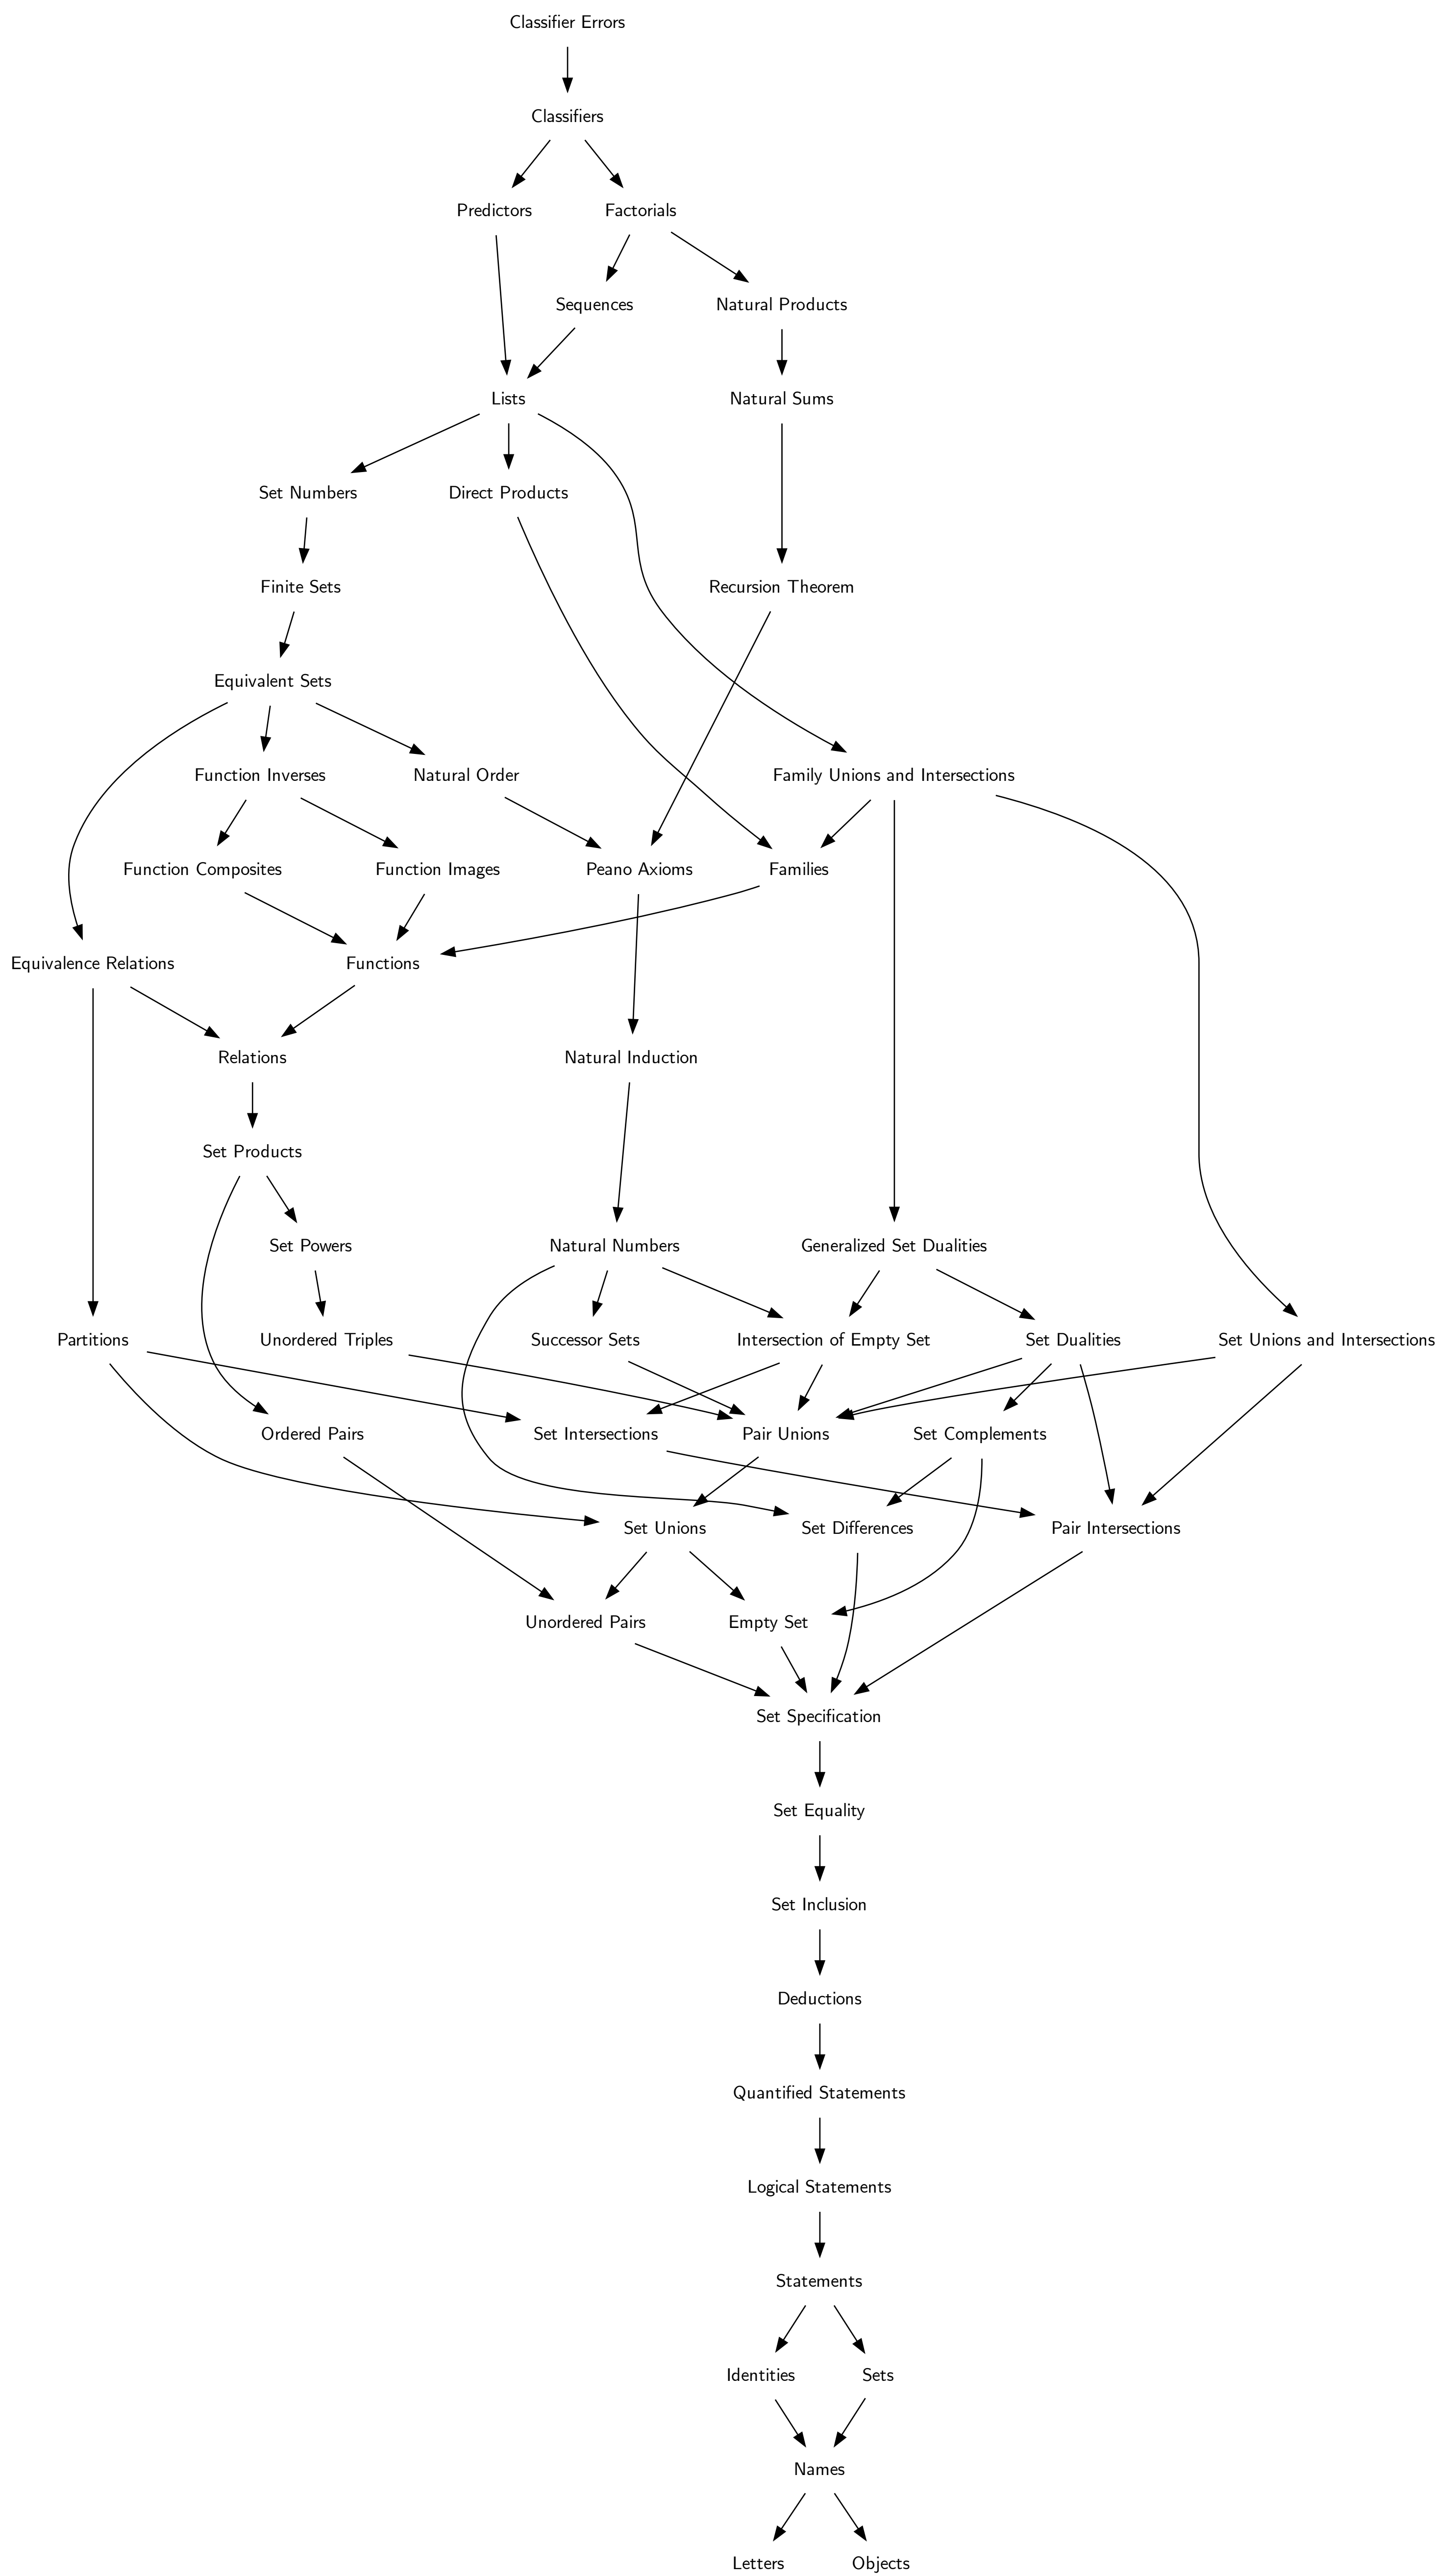 Classifier Errors
Classifiers
Predictors
Factorials
Sequences
Natural Products
Lists
Natural Sums
Set Numbers
Direct Products
Finite Sets
Recursion Theorem
Equivalent Sets
Function Inverses
Natural Order
Family Unions and Intersections
Function Composites
Function Images
Peano Axioms
Families
Equivalence Relations
Functions
Relations
Natural Induction
Set Products
Set Powers
Natural Numbers
Generalized Set Dualities
Partitions
Unordered Triples
Successor Sets
Intersection of Empty Set
Set Dualities
Set Unions and Intersections
Ordered Pairs
Set Intersections
Pair Unions
Set Complements
Set Unions
Set Differences
Pair Intersections
Unordered Pairs
Empty Set
Set Specification
Set Equality
Set Inclusion
Deductions
Quantified Statements
Logical Statements
Statements
Identities
Sets
Names
Letters
Objects